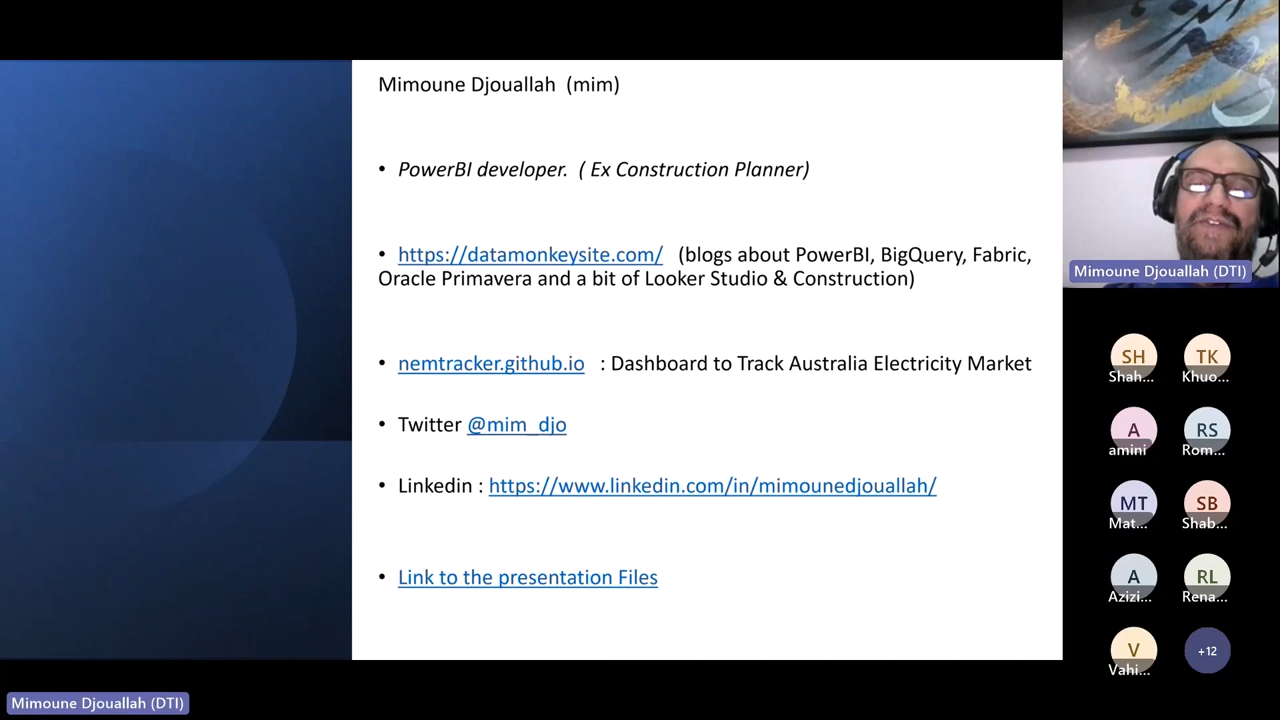 Mimoune Djouallah  (mim)
• PowerBI developer.  ( Ex Construction Planner)
• https://datamonkeysite.com/   (blogs about PowerBI, BigQuery, Fabric,
Oracle Primavera and a bit of Looker Studio & Construction)
• nemtracker.github.io   : Dashboard to Track Australia Electricity Market
• Twitter @mim_djo
• Linkedin : https://www.linkedin.com/in/mimounedjouallah/
• Link to the presentation Files
Mimoune Djouallah (DTI)
SH
Shah...
TK
Khuo...
A
amini
RS
Rom...
MT
Mat...
SB
Shab...
A
Azizi...
RL
Rena...
V
Vahi...
+12
Mimoune Djouallah (DTI)